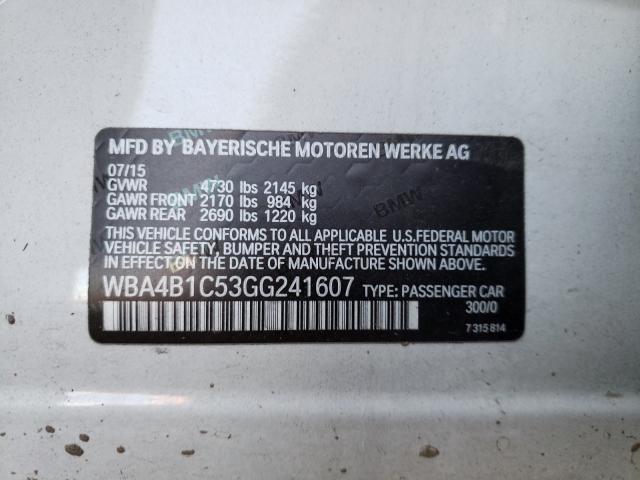 MFD BY BAYERISCHE MOTOREN WERKE AG
07/15
GVWR 4730 lbs 2145 kg
GAWR FRONT 2170 lbs 984 kg
GAWR REAR 2690 lbs 1220 kg
THIS VEHICLE CONFORMS TO ALL APPLICABLE U.S.FEDERAL MOTOR
VEHICLE SAFETY, BUMPER AND THEFT PREVENTION STANDARDS
IN EFFECT ON THE DATE OF MANUFACTURE SHOWN ABOVE.
WBA4B1C53GG241607 TYPE: PASSENGER CAR
300/0
7 315 814
BMW
BMW
BMW